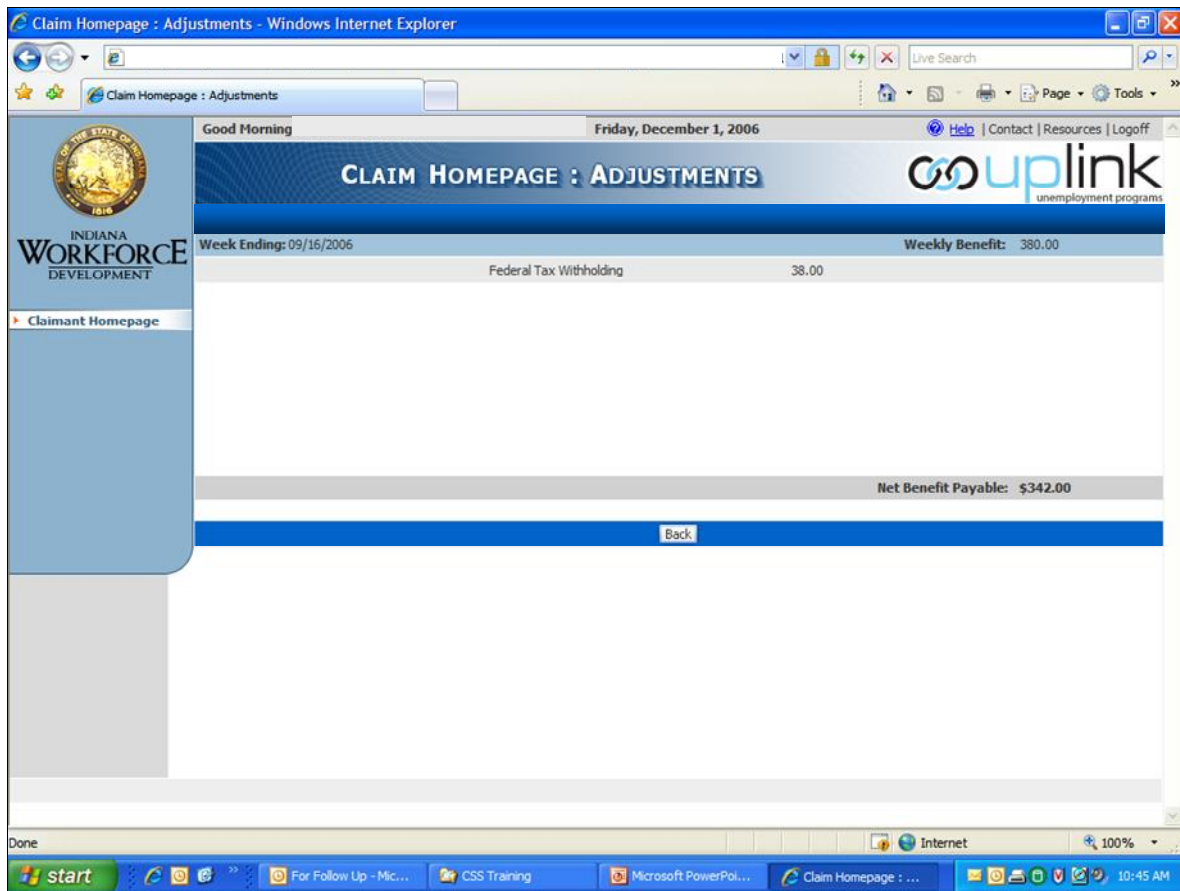 Claim Homepage : Adjustments - Windows Internet Explorer
Live Search
Claim Homepage : Adjustments
Page Tools »
Good Morning Friday, December 1, 2006 Help | Contact | Resources | Logoff
CLAIM HOMEPAGE : ADJUSTMENTS
uplink
unemployment programs
1816
INDIANA
WORKFORCE
DEVELOPMENT
Week Ending: 09/16/2006 Weekly Benefit: 380.00
Federal Tax Withholding 38.00
Claimant Homepage
Net Benefit Payable: $342.00
Back
Done Internet 100%
start » For Follow Up - Mic... CSS Training Microsoft PowerPoi... Claim Homepage : ... 10:45 AM